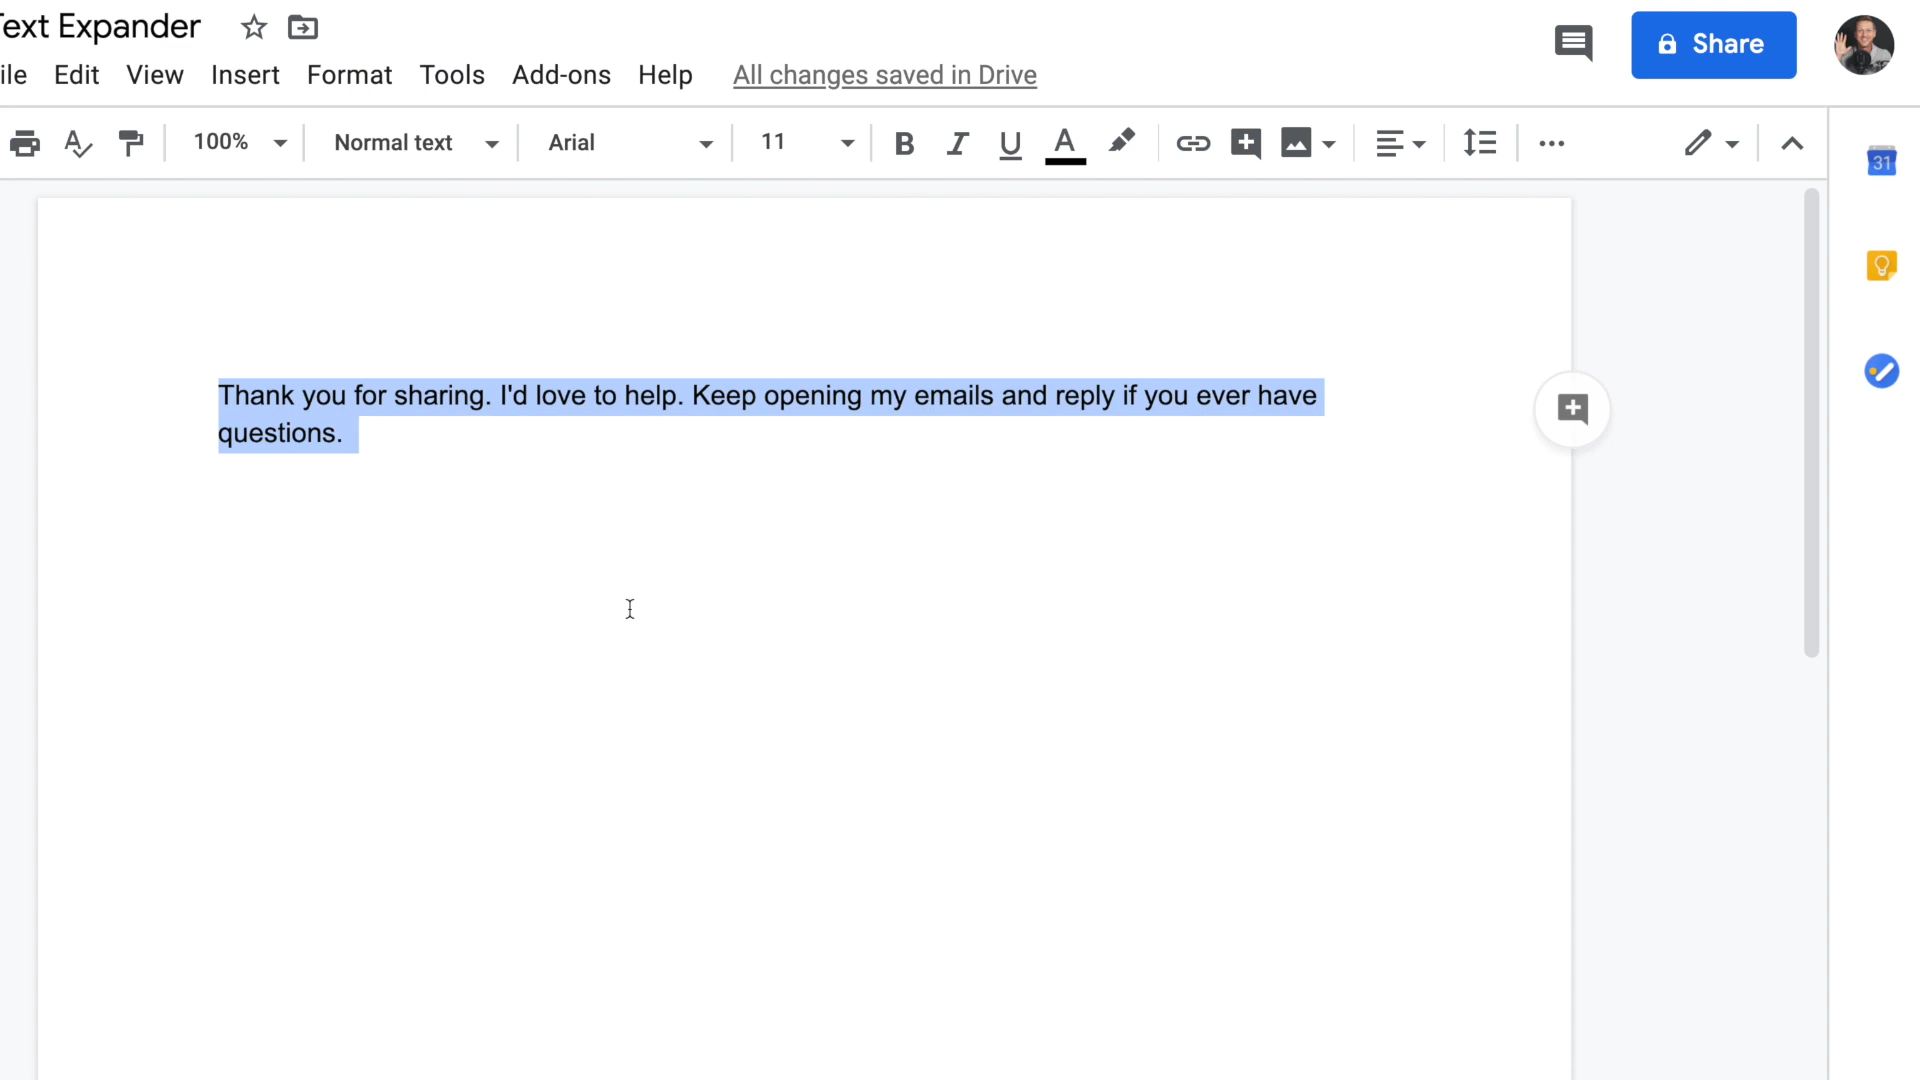 ext Expander
Share
ile Edit View Insert Format Tools Add-ons Help All changes saved in Drive
100% Normal text Arial 11 B I U A
31
Thank you for sharing. I'd love to help. Keep opening my emails and reply if you ever have
questions.